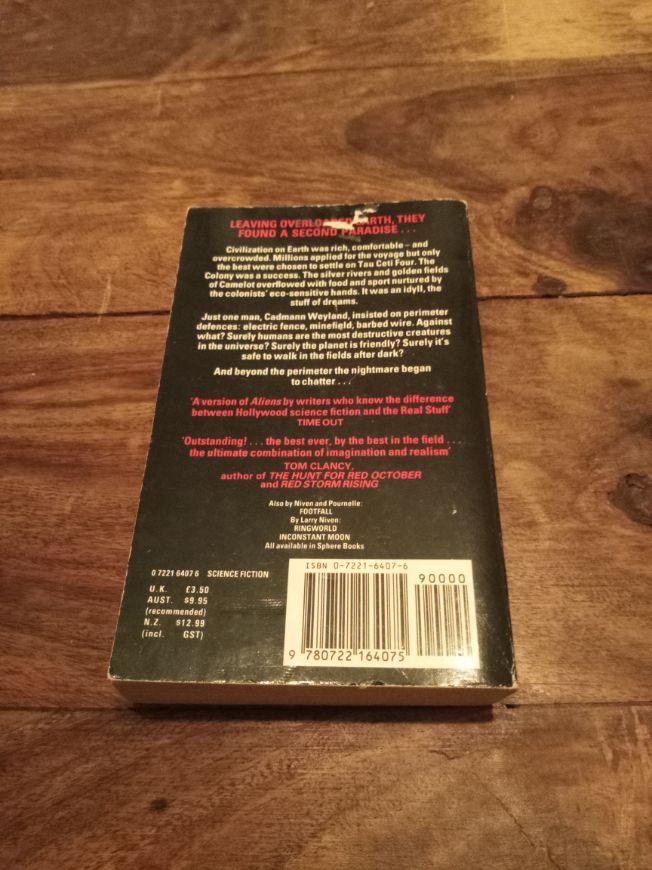 LEAVING OVERLOADED EARTH, THEY
FOUND A SECOND PARADISE . . .
Civilization on Earth was rich, comfortable – and
overcrowded. Millions applied for the voyage but only
the best were chosen to settle on Tau Ceti Four. The
Colony was a success. The silver rivers and golden fields
of Camelot overflowed with food and sport nurtured by
the colonists' eco-sensitive hands. It was an idyll, the
stuff of dreams.
Just one man, Cadmann Weyland, insisted on perimeter
defences: electric fence, minefield, barbed wire. Against
what? Surely humans are the most destructive creatures
in the universe? Surely the planet is friendly? Surely it's
safe to walk in the fields after dark?
And beyond the perimeter the nightmare began
to chatter . . .
'A version of Aliens by writers who know the difference
between Hollywood science fiction and the Real Stuff'
TIME OUT
'Outstanding! . . . the best ever, by the best in the field . . .
the ultimate combination of imagination and realism'
TOM CLANCY,
author of THE HUNT FOR RED OCTOBER
and RED STORM RISING
Also by Niven and Pournelle:
FOOTFALL
By Larry Niven:
RINGWORLD
INCONSTANT MOON
All available in Sphere Books
0 7221 6407 6 SCIENCE FICTION
U.K. £3.50
AUST. $9.95
(recommended)
N.Z. $12.99
(incl. GST)
ISBN 0-7221-6407-6
90000
9 780722 164075